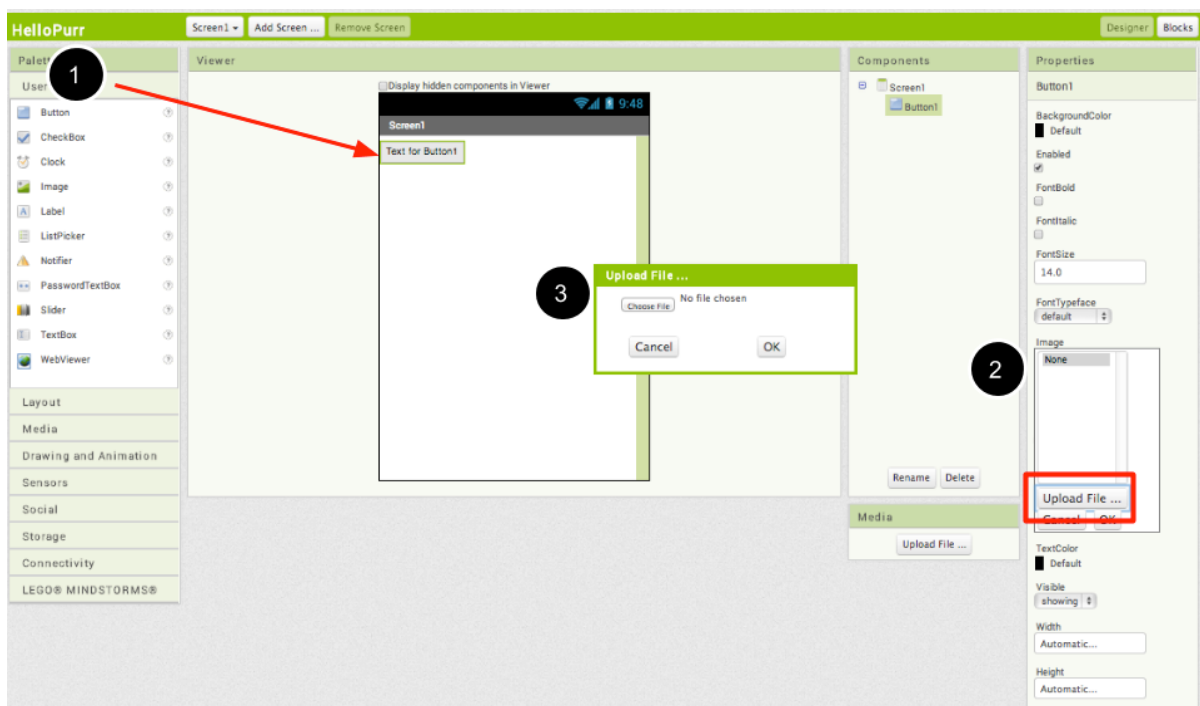 HelloPurr
Screen1
Add Screen ...
Remove Screen
Designer
Blocks
1
User
Button
CheckBox
Clock
Image
Label
ListPicker
Notifier
PasswordTextBox
Slider
TextBox
WebViewer
Layout
Media
Drawing and Animation
Sensors
Social
Storage
Connectivity
LEGO® MINDSTORMS®
Viewer
Display hidden components in Viewer
9:48
Screen1
Text for Button1
3
Upload File ...
Choose File No file chosen
Cancel
OK
Components
Screen1
Button1
Rename
Delete
Media
Upload File ...
Properties
Button1
BackgroundColor
Default
Enabled
FontBold
FontItalic
FontSize
14.0
FontTypeface
default
Image
2
None
Upload File ...
Cancel OK
TextColor
Default
Visible
showing
Width
Automatic...
Height
Automatic...